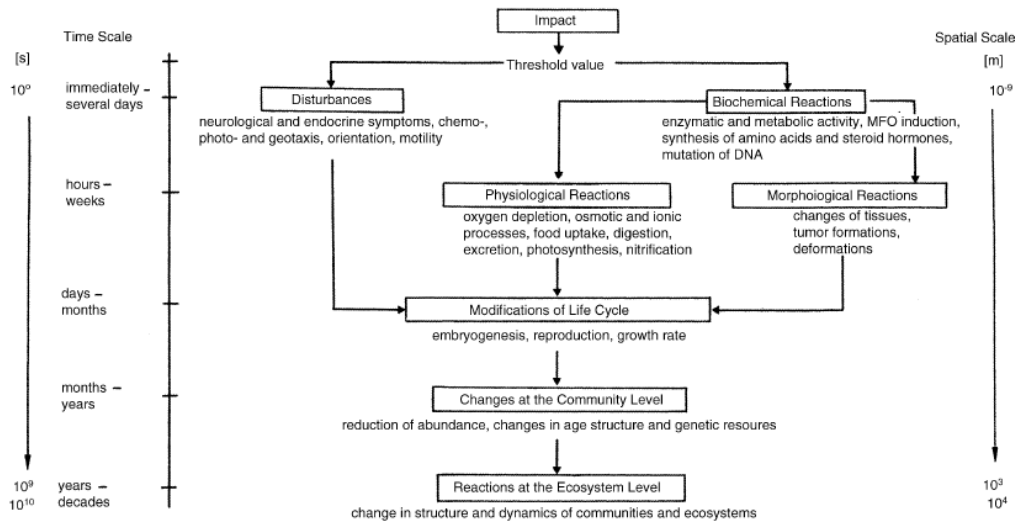 Impact
Time Scale
Spatial Scale
[s]
[m]
Threshold value
10⁰
immediately –
several days
Disturbances
Biochemical Reactions
10⁻⁹
neurological and endocrine symptoms, chemo-,
photo- and geotaxis, orientation, motility
enzymatic and metabolic activity, MFO induction,
synthesis of amino acids and steroid hormones,
mutation of DNA
hours –
weeks
Physiological Reactions
Morphoiogical Reactions
oxygen depletion, osmotic and ionic
processes, food uptake, digestion,
excretion, photosynthesis, nitrification
changes of tissues,
tumor formations,
deformations
days –
months
Modifications of Life Cycle
embryogenesis, reproduction, growth rate
months –
years
Changes at the Community Level
reduction of abundance, changes in age structure and genetic resoures
10⁹
10¹⁰
years –
decades
Reactions at the Ecosystem Level
10³
10⁴
change in structure and dynamics of communities and ecosystems